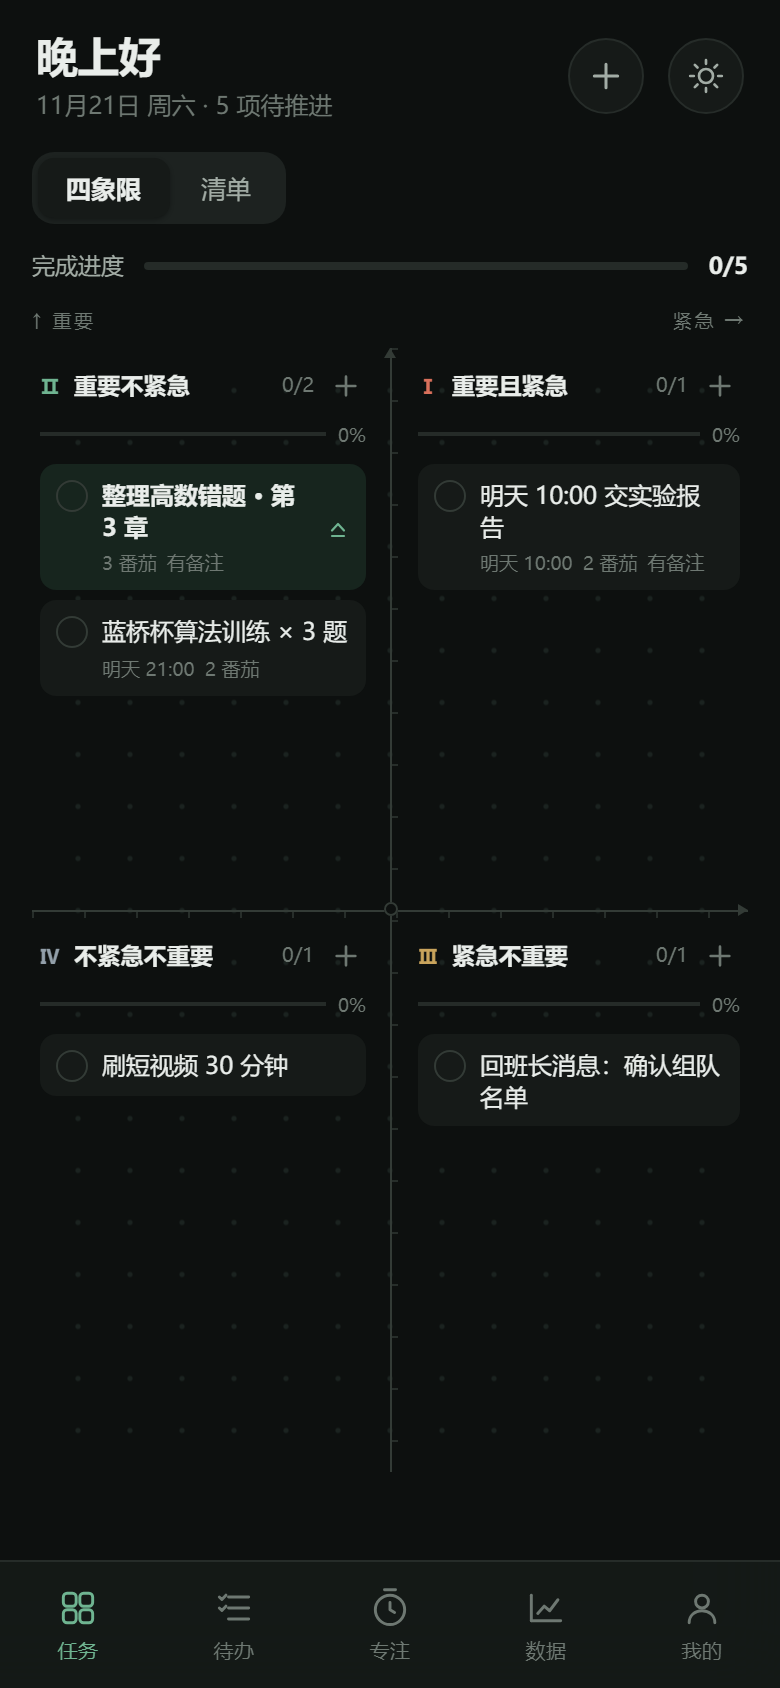 晚上好
11月21日 周六 · 5 项待推进
四象限 清单
完成进度 0/5
↑ 重要 紧急 →
II 重要不紧急 0/2
0%
整理高数错题 • 第
3 章
3 番茄 有备注
蓝桥杯算法训练 × 3 题
明天 21:00 2 番茄
I 重要且紧急 0/1
0%
明天 10:00 交实验报
告
明天 10:00 2 番茄 有备注
IV 不紧急不重要 0/1
0%
刷短视频 30 分钟
III 紧急不重要 0/1
0%
回班长消息：确认组队
名单
任务 待办 专注 数据 我的